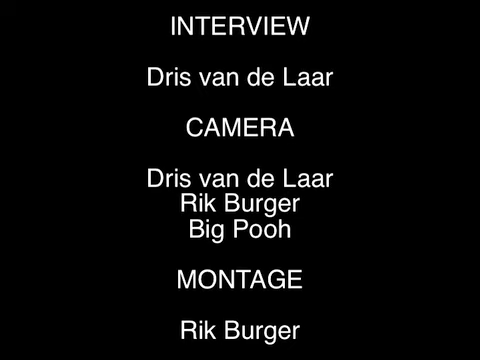 INTERVIEW
Dris van de Laar
CAMERA
Dris van de Laar
Rik Burger
Big Pooh
MONTAGE
Rik Burger